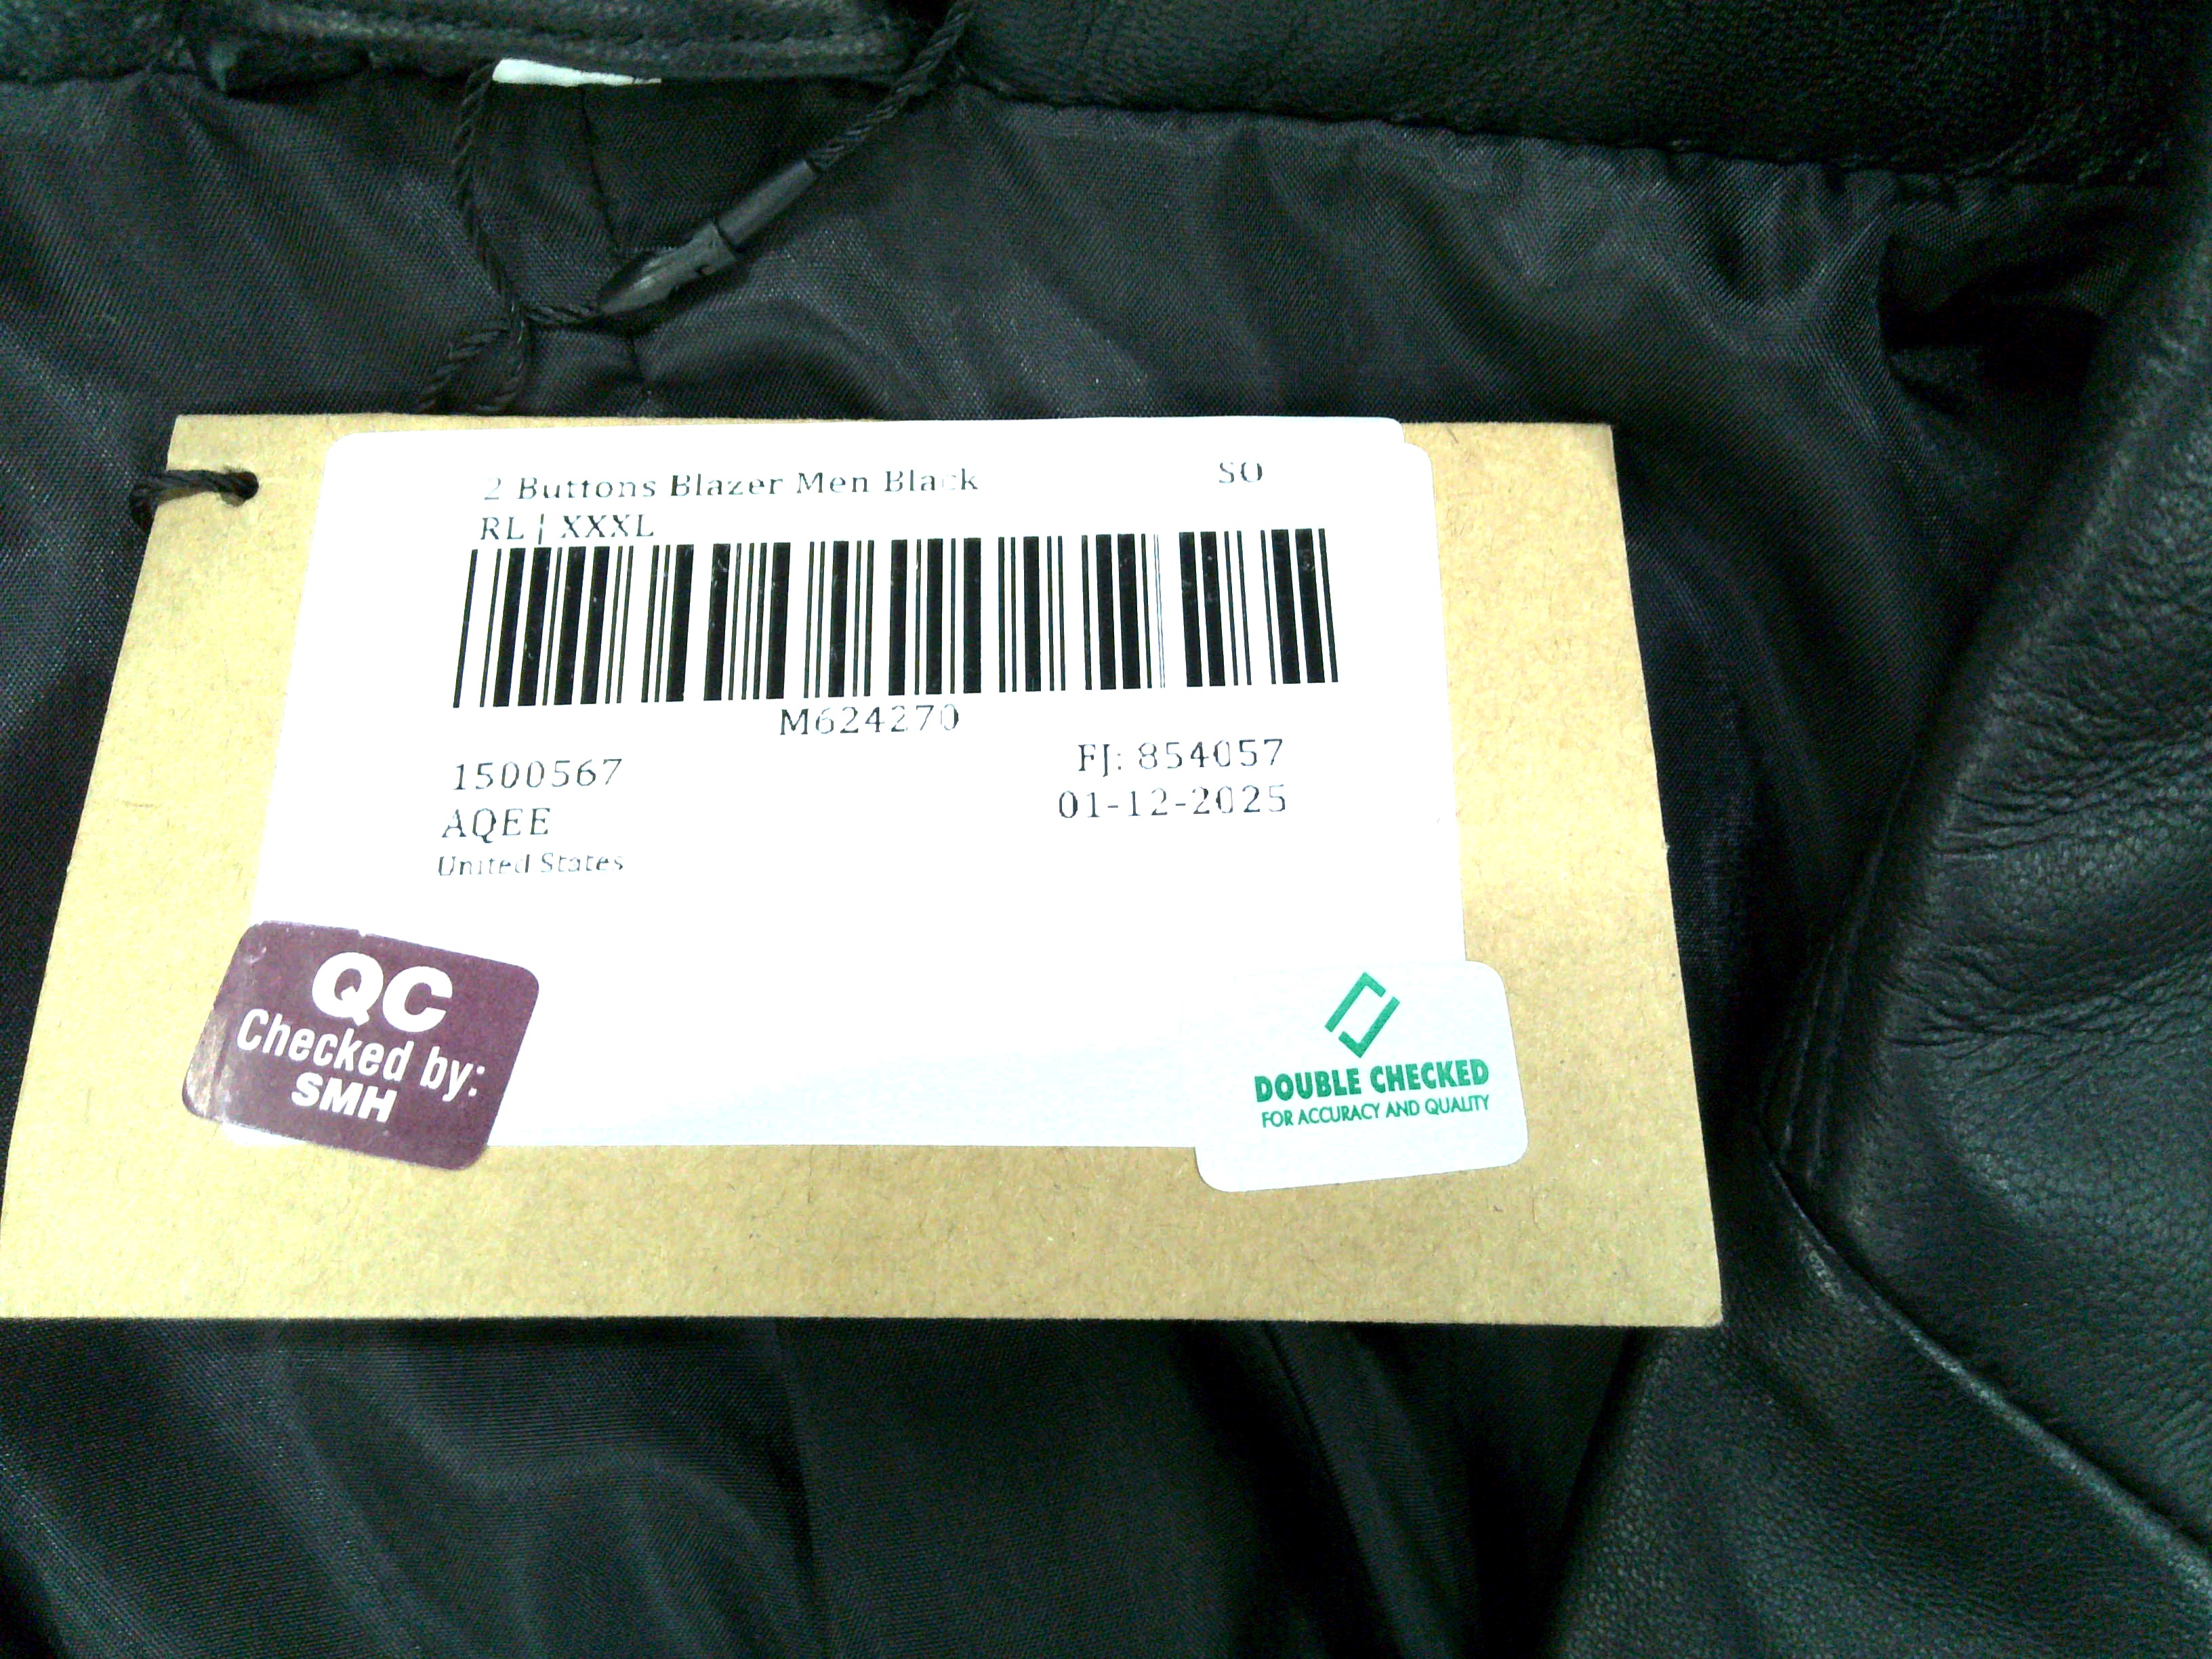 2 Buttons Blazer Men Black SO
RL | XXXL
M624270
1500567 FJ: 854057
AQEE 01-12-2025
United States
QC
Checked by:
SMH
DOUBLE CHECKED
FOR ACCURACY AND QUALITY